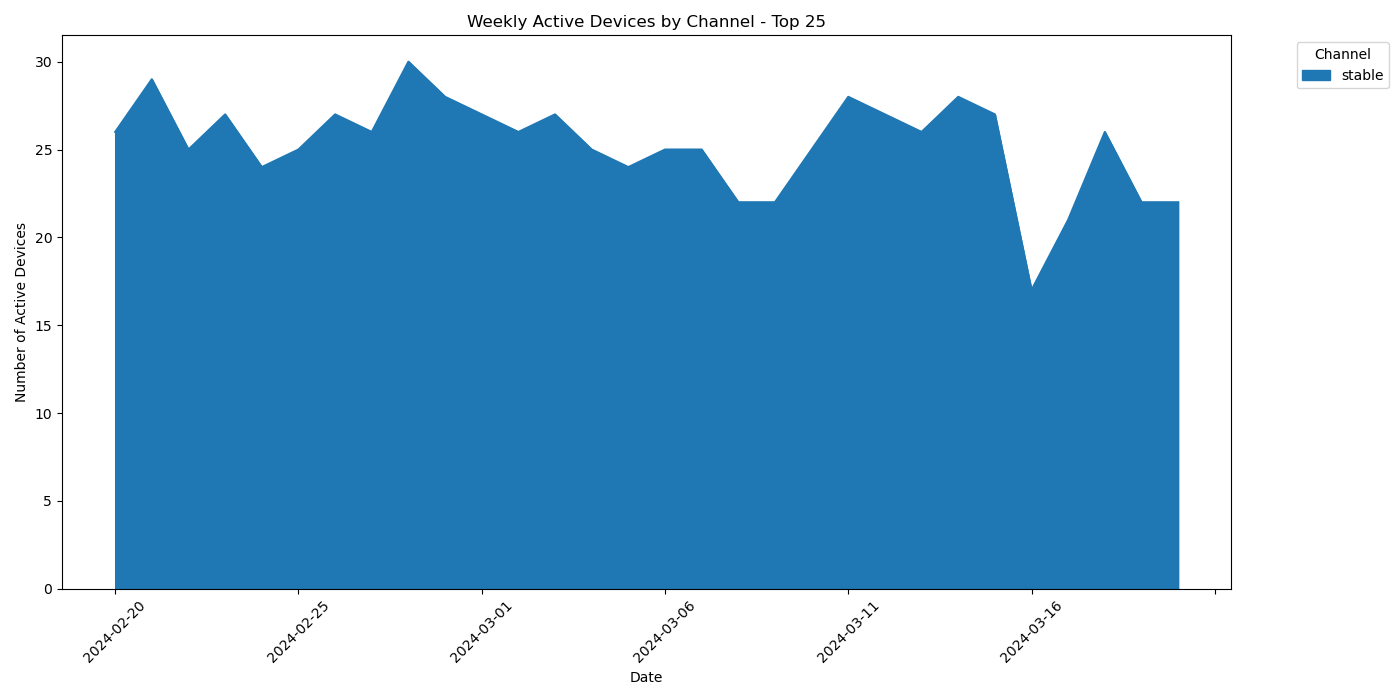 Weekly Active Devices by Channel - Top 25
Channel
stable
Number of Active Devices
30
25
20
15
10
5
0
2024-02-20
2024-02-25
2024-03-01
2024-03-06
2024-03-11
2024-03-16
Date